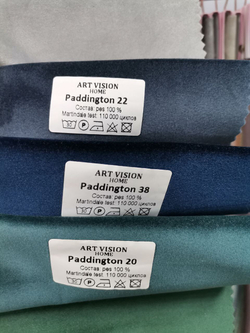 ART VISION
HOME
Paddington 22
Состав: pes 100 %
Martindale test: 110 000 циклов
ART VISION
HOME
Paddington 38
Состав: pes 100 %
Martindale test: 110 000 циклов
ART VISION
HOME
Paddington 20
Состав: pes 100 %
Martindale test: 110 000 циклов